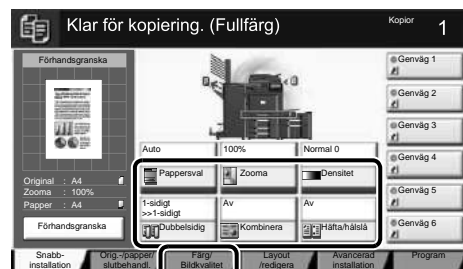 Klar för kopiering. (Fullfärg)
Kopior
1
Förhandsgranska
Original : A4
Zooma : 100%
Papper : A4
Förhandsgranska
Auto
100%
Normal 0
Pappersval
Zooma
Densitet
1-sidigt
>>1-sidigt
Av
Av
Dubbelsidig
Kombinera
Häfta/hålslå
Genväg 1
Genväg 2
Genväg 3
Genväg 4
Genväg 5
Genväg 6
Snabb-
installation
Orig.-/papper/
slutbehandl.
Färg/
Bildkvalitet
Layout
/redigera
Avancerad
installation
Program